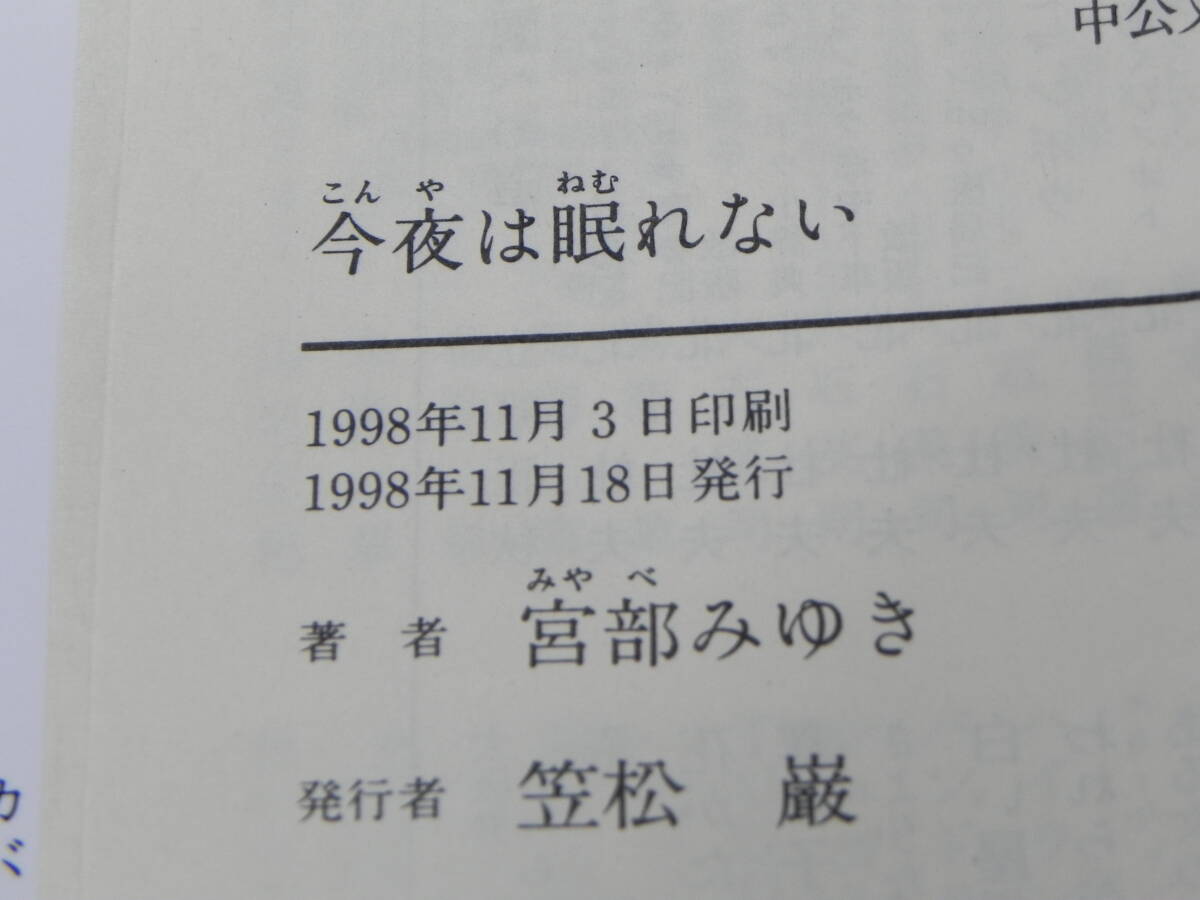 中公文
こん や ねむ
今夜は眠れない
1998年11月 3 日印刷
1998年11月18日発行
みや べ
著 者 宮部みゆき
発行者 笠松 巌